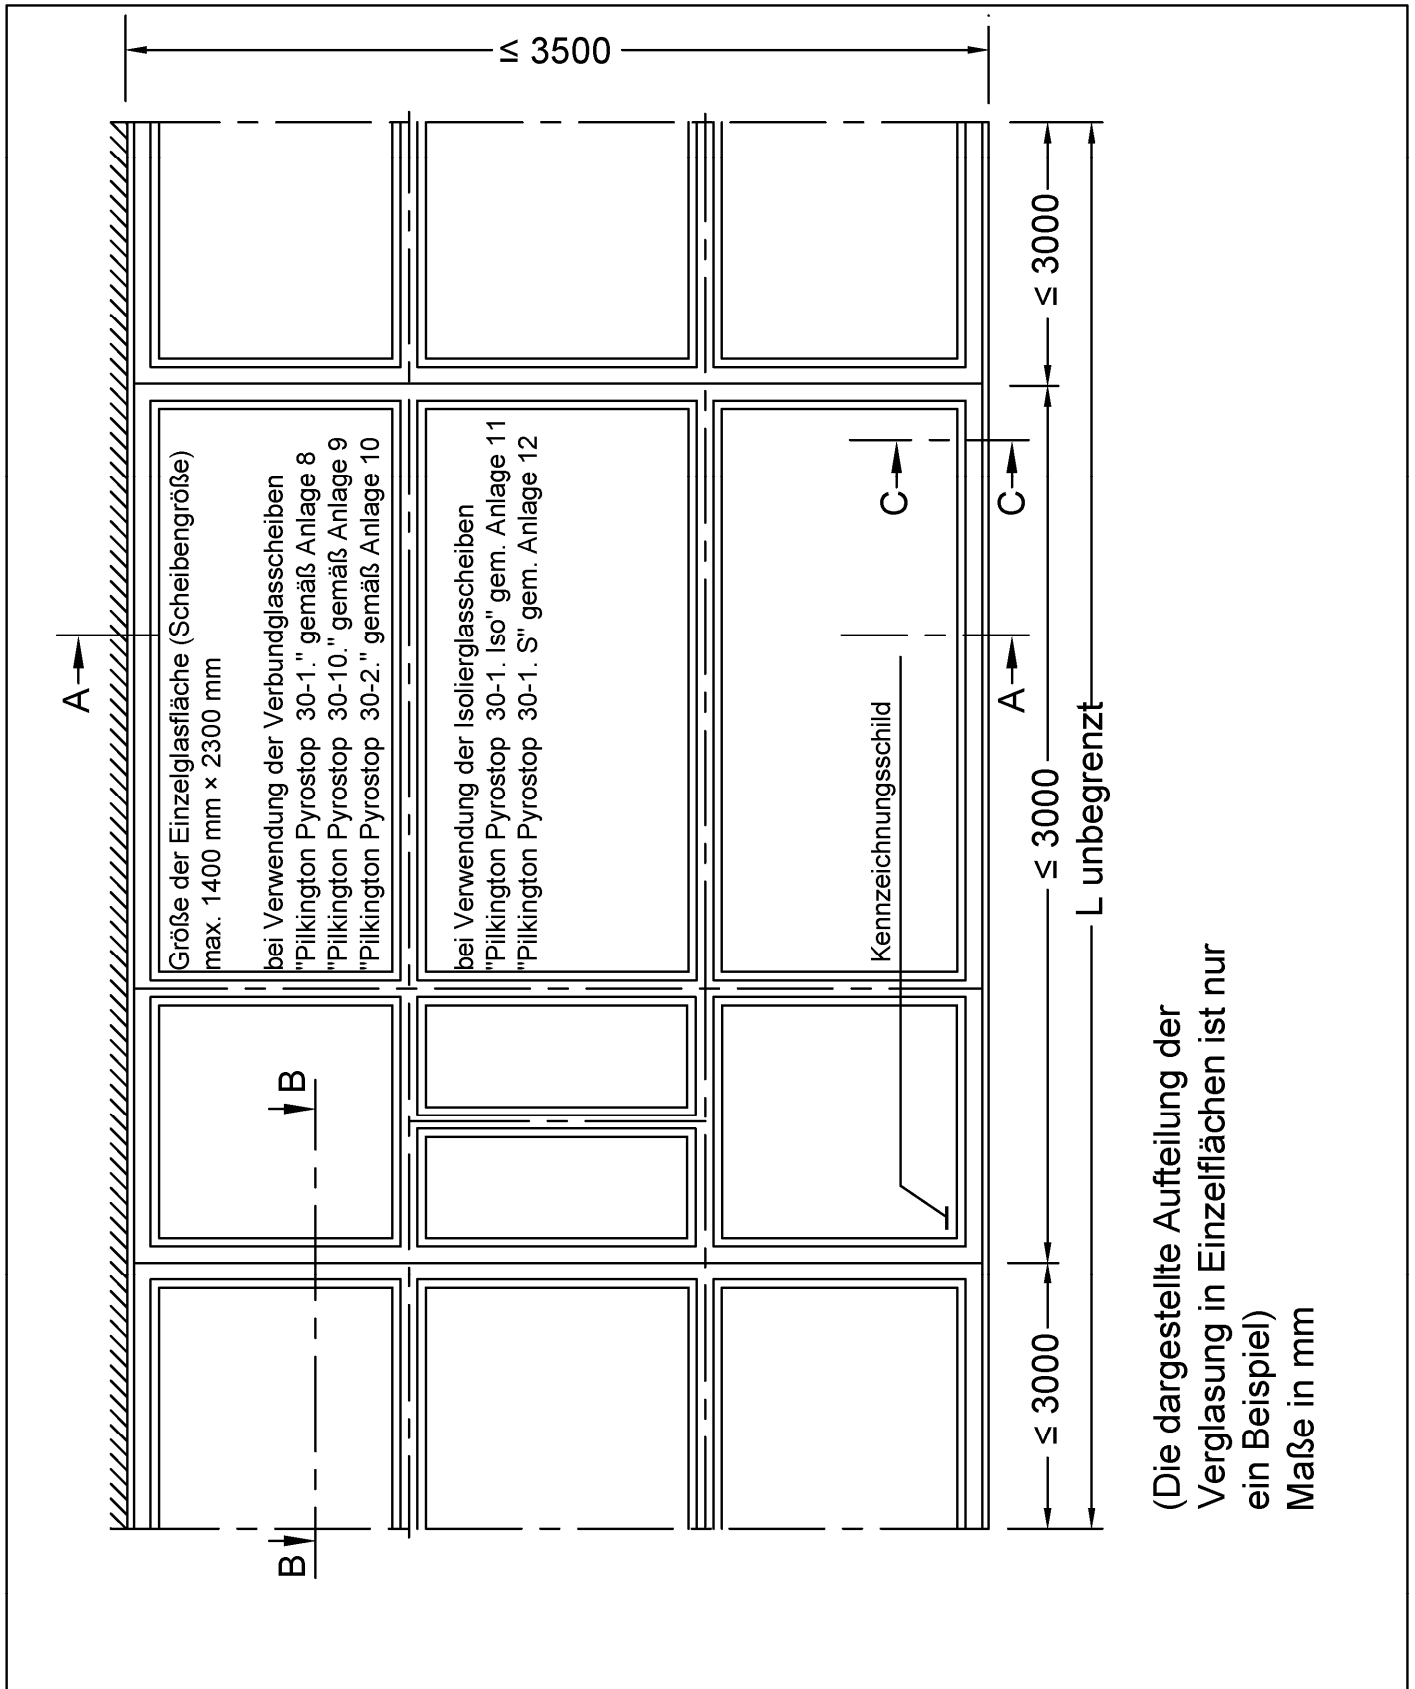 ≤ 3500
A
Größe der Einzelglasfläche (Scheibengröße)
max. 1400 mm × 2300 mm
bei Verwendung der Verbundglasscheiben
"Pilkington Pyrostop 30-1." gemäß Anlage 8
"Pilkington Pyrostop 30-10." gemäß Anlage 9
"Pilkington Pyrostop 30-2." gemäß Anlage 10
B
B
bei Verwendung der Isolierglasscheiben
"Pilkington Pyrostop 30-1. Iso" gem. Anlage 11
"Pilkington Pyrostop 30-1. S" gem. Anlage 12
Kennzeichnungsschild
C
C
A
≤ 3000
≤ 3000
≤ 3000
L unbegrenzt
(Die dargestellte Aufteilung der
Verglasung in Einzelflächen ist nur
ein Beispiel)
Maße in mm